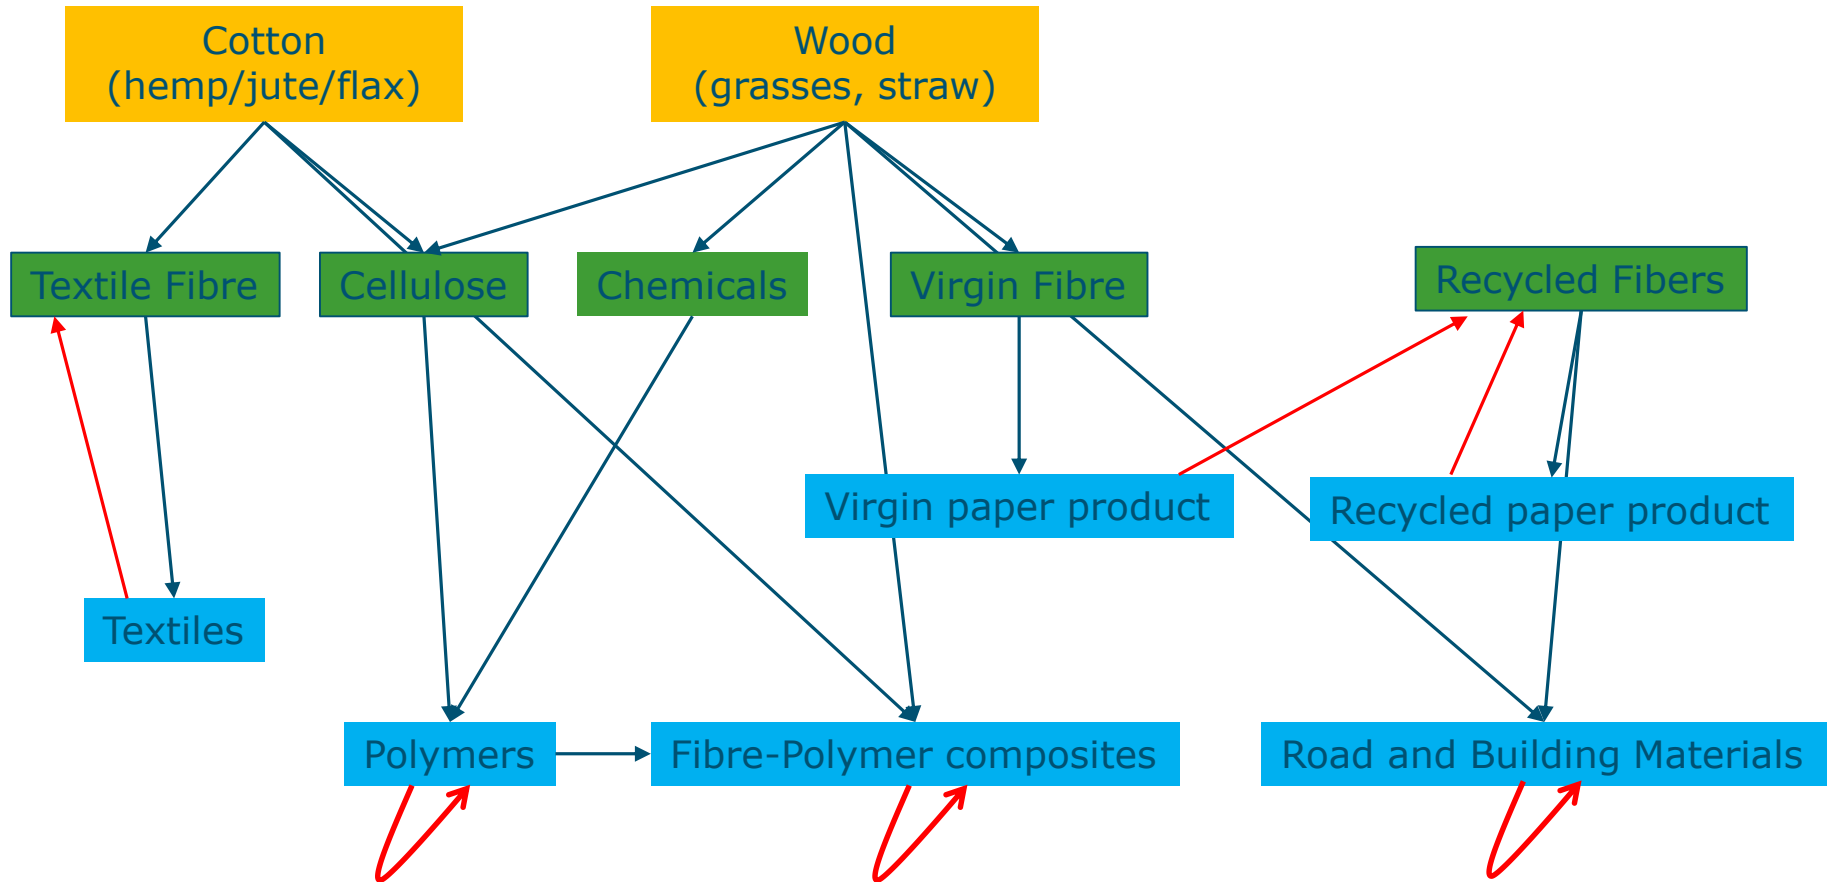 Cotton
(hemp/jute/flax)
Wood
(grasses, straw)
Textile Fibre
Cellulose
Chemicals
Virgin Fibre
Recycled Fibers
Virgin paper product
Recycled paper product
Textiles
Polymers
Fibre-Polymer composites
Road and Building Materials